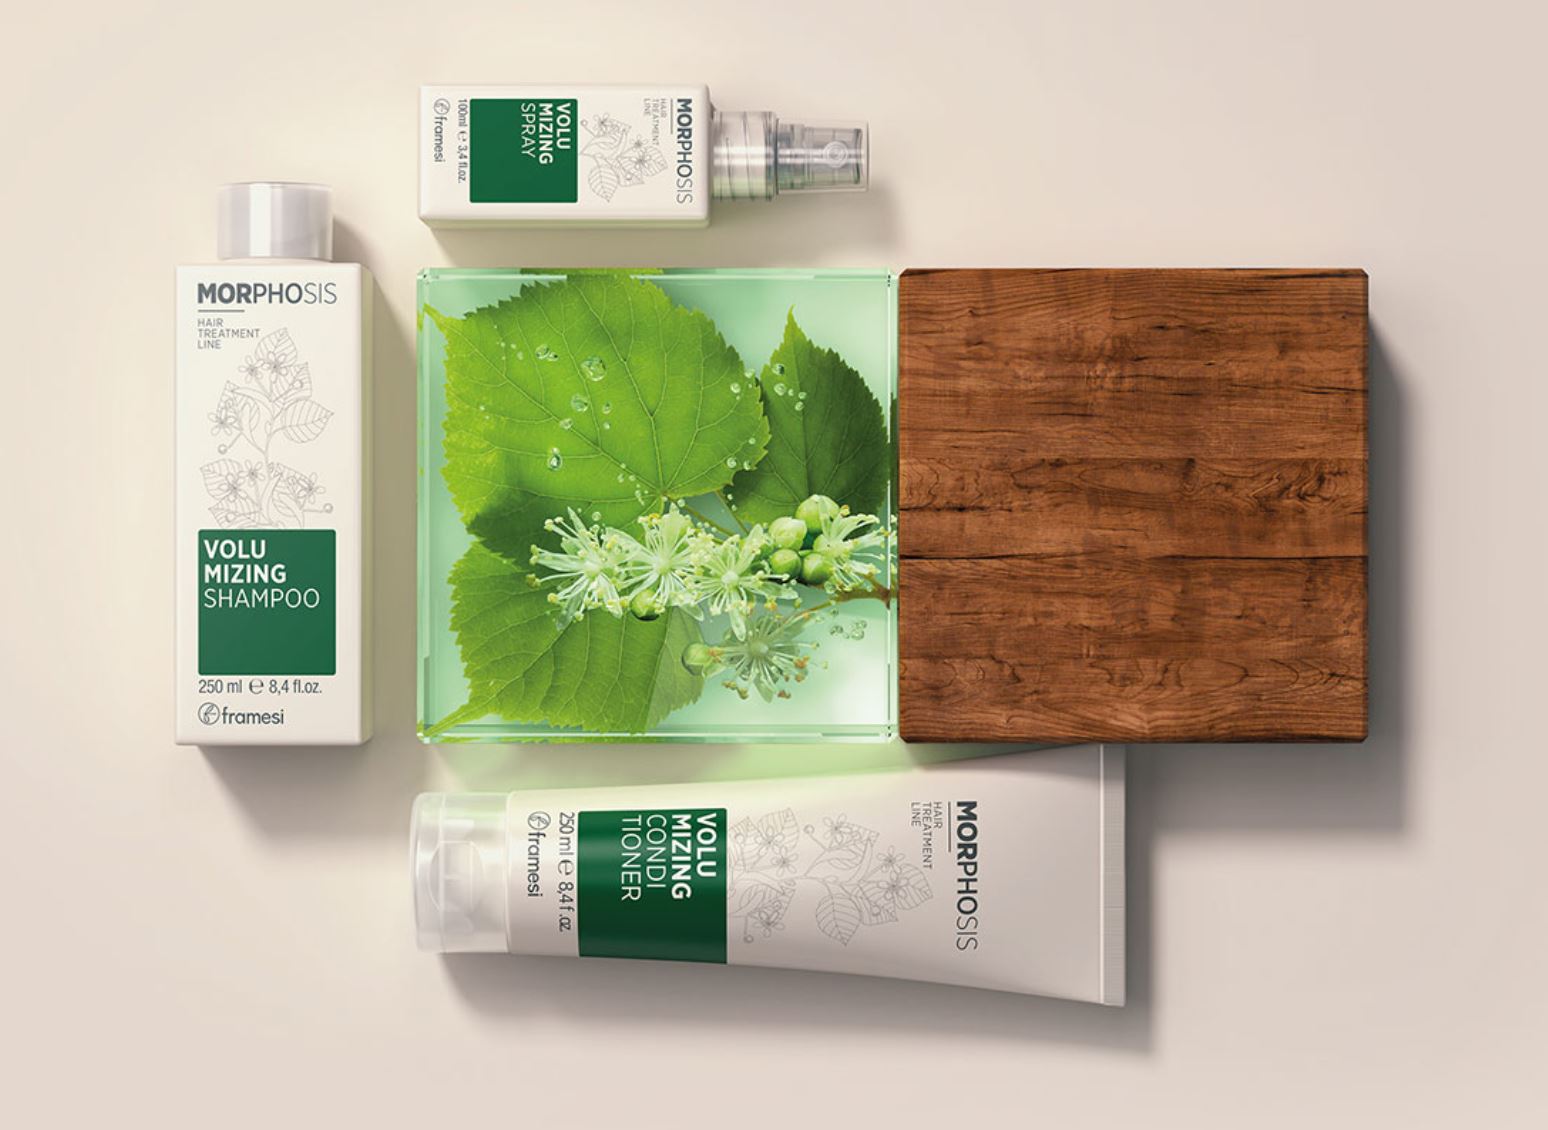 MORPHOSIS
HAIR
TREATMENT
LINE
VOLU
MIZING
SPRAY
100ml ℮ 3,4 fl.oz.
framesi
MORPHOSIS
HAIR
TREATMENT
LINE
VOLU
MIZING
SHAMPOO
250 ml ℮ 8,4 fl.oz.
framesi
MORPHOSIS
HAIR
TREATMENT
LINE
VOLU
MIZING
CONDI
TIONER
250 ml ℮ 8,4 f .oz.
framesi